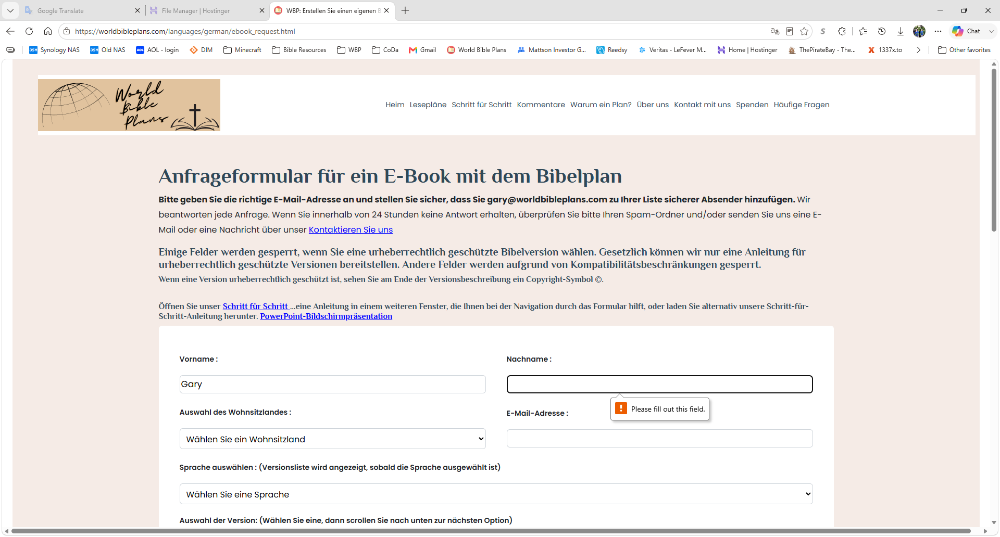 Google Translate
File Manager | Hostinger
WBP: Erstellen Sie einen eigenen B
https://worldbibleplans.com/languages/german/ebook_request.html
Chat
Synology NAS
Old NAS
AOL - login
DIM
Minecraft
Bible Resources
WBP
CoDa
Gmail
World Bible Plans
Mattson Investor G...
Reedsy
Veritas - LeFever M...
Home | Hostinger
ThePirateBay - The...
1337x.to
Other favorites
World
Bible
Plans
Heim Lesepläne Schritt für Schritt Kommentare Warum ein Plan? Über uns Kontakt mit uns Spenden Häufige Fragen
Anfrageformular für ein E-Book mit dem Bibelplan
Bitte geben Sie die richtige E-Mail-Adresse an und stellen Sie sicher, dass Sie gary@worldbibleplans.com zu Ihrer Liste sicherer Absender hinzufügen. Wir
beantworten jede Anfrage. Wenn Sie innerhalb von 24 Stunden keine Antwort erhalten, überprüfen Sie bitte Ihren Spam-Ordner und/oder senden Sie uns eine E-
Mail oder eine Nachricht über unser Kontaktieren Sie uns
Einige Felder werden gesperrt, wenn Sie eine urheberrechtlich geschützte Bibelversion wählen. Gesetzlich können wir nur eine Anleitung für
urheberrechtlich geschützte Versionen bereitstellen. Andere Felder werden aufgrund von Kompatibilitätsbeschränkungen gesperrt.
Wenn eine Version urheberrechtlich geschützt ist, sehen Sie am Ende der Versionsbeschreibung ein Copyright-Symbol ©.
Öffnen Sie unser Schritt für Schritt ...eine Anleitung in einem weiteren Fenster, die Ihnen bei der Navigation durch das Formular hilft, oder laden Sie alternativ unsere Schritt-für-
Schritt-Anleitung herunter. PowerPoint-Bildschirmpräsentation
Vorname :
Nachname :
Gary
Please fill out this field.
Auswahl des Wohnsitzlandes :
E-Mail-Adresse :
Wählen Sie ein Wohnsitzland
Sprache auswählen : (Versionsliste wird angezeigt, sobald die Sprache ausgewählt ist)
Wählen Sie eine Sprache
Auswahl der Version: (Wählen Sie eine, dann scrollen Sie nach unten zur nächsten Option)